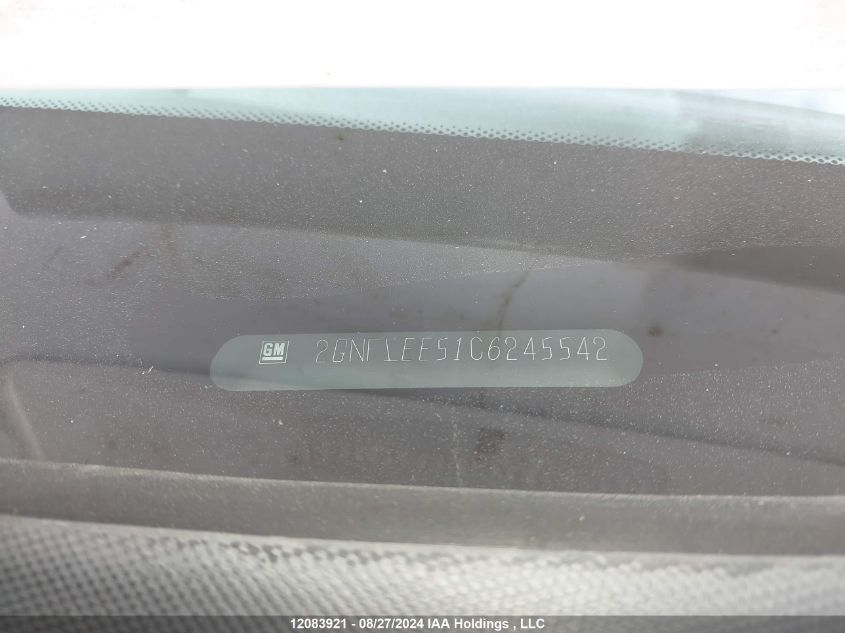 GM 2GNFLEE51C6245542
12083921 - 08/27/2024 IAA Holdings , LLC